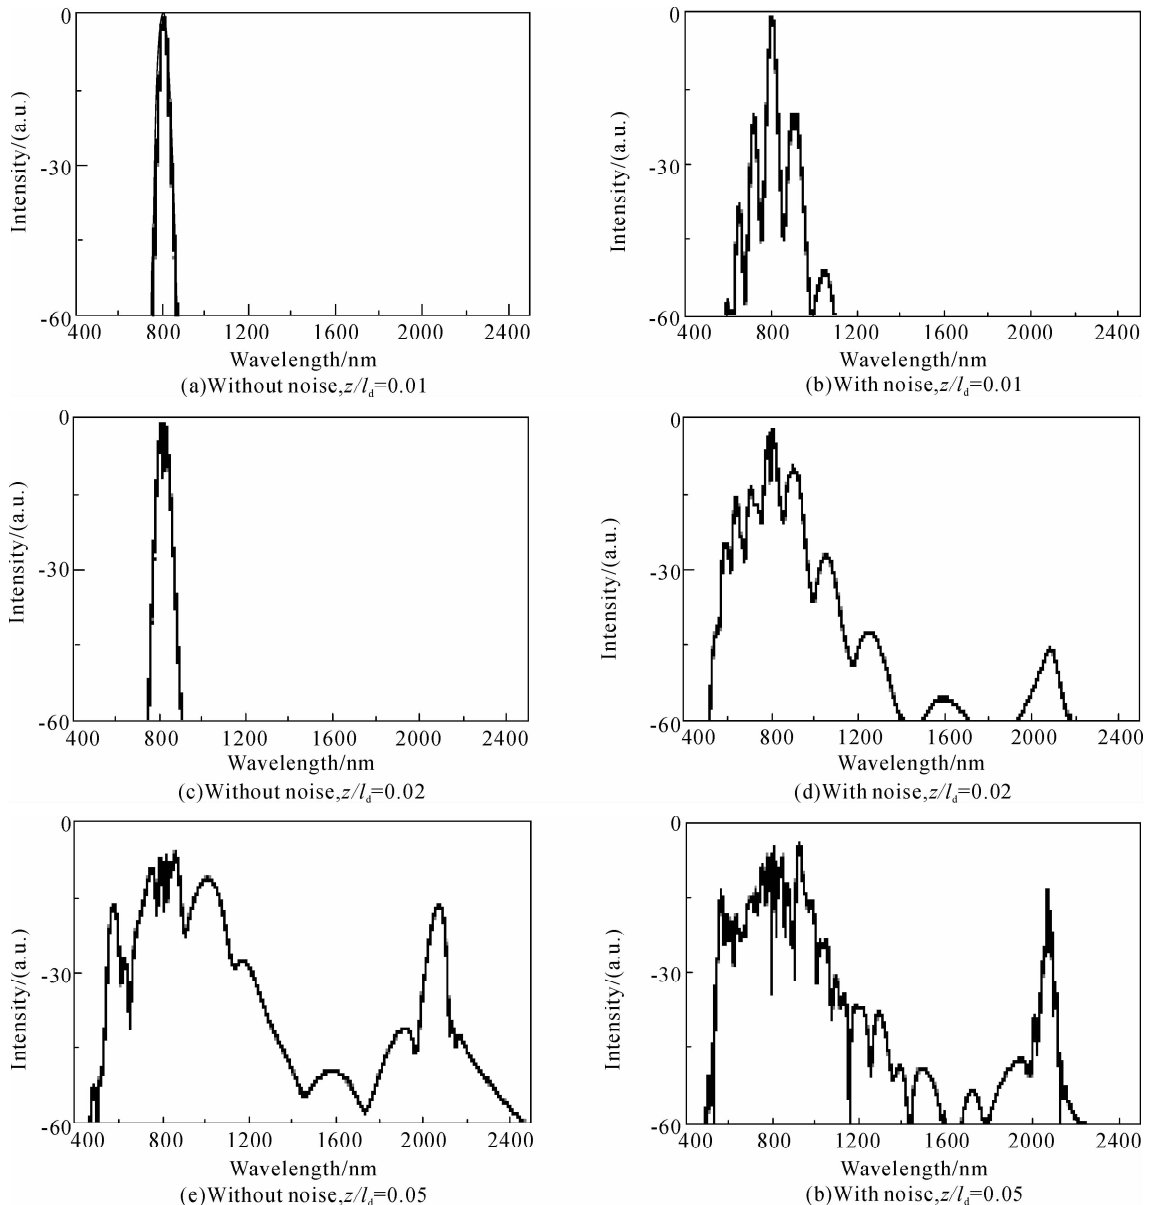 0
-30
-60
Intensity/(a.u.)
400 800 1200 1600 2000 2400
Wavelength/nm
(a)Without noise,z/ld=0.01
0
-30
-60
Intensity/(a.u.)
400 800 1200 1600 2000 2400
Wavelength/nm
(b)With noise,z/ld=0.01
0
-30
-60
Intensity/(a.u.)
400 800 1200 1600 2000 2400
Wavelength/nm
(c)Without noise,z/ld=0.02
0
-30
-60
Intensity/(a.u.)
400 800 1200 1600 2000 2400
Wavelength/nm
(d)With noise,z/ld=0.02
0
-30
-60
Intensity/(a.u.)
400 800 1200 1600 2000 2400
Wavelength/nm
(e)Without noise,z/ld=0.05
0
-30
-60
Intensity/(a.u.)
400 800 1200 1600 2000 2400
Wavelength/nm
(b)With noise,z/ld=0.05